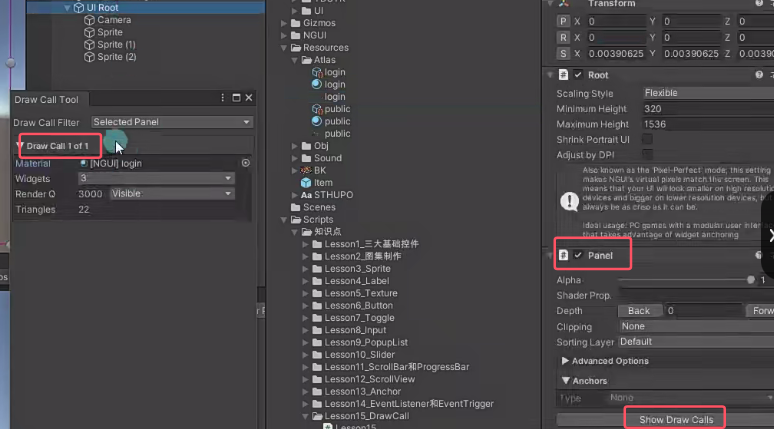 UI Root
Camera
Sprite
Sprite (1)
Sprite (2)
Draw Call Tool
Draw Call Filter
Selected Panel
Draw Call 1 of 1
Material
[NGUI] login
Widgets
3
Render Q
3000
Visible
Triangles
22
UI
Gizmos
NGUI
Resources
Atlas
login
login
login
public
public
public
Obj
Sound
BK
Item
Aa STHUPO
Scenes
Scripts
知识点
Lesson1_三大基础控件
Lesson2_图集制作
Lesson3_Sprite
Lesson4_Label
Lesson5_Texture
Lesson6_Button
Lesson7_Toggle
Lesson8_Input
Lesson9_PopupList
Lesson10_Slider
Lesson11_ScrollBar和ProgressBar
Lesson12_ScrollView
Lesson13_Anchor
Lesson14_EventListener和EventTrigger
Lesson15_DrawCall
Lesson15
Transform
P X 0 Y 0 Z 0
R X 0 Y 0 Z 0
S X 0.00390625 Y 0.00390625 Z 0.0039
Root
Scaling Style
Flexible
Minimum Height
320
Maximum Height
1536
Shrink Portrait UI
Adjust by DPI
Also known as the 'Pixel-Perfect' mode, this setting
makes NGUI's virtual pixels match the screen. This
means that your UI will look smaller on high resolution
devices and bigger on lower resolution devices, but
always be as crisp as it can be.
Ideal usage: PC games with a modular user inter
that takes advantage of widget anchoring
Panel
Alpha
1
Shader Prop.
Depth
Back
0
Forw
Clipping
None
Sorting Layer
Default
Advanced Options
Anchors
Type
None
Show Draw Calls